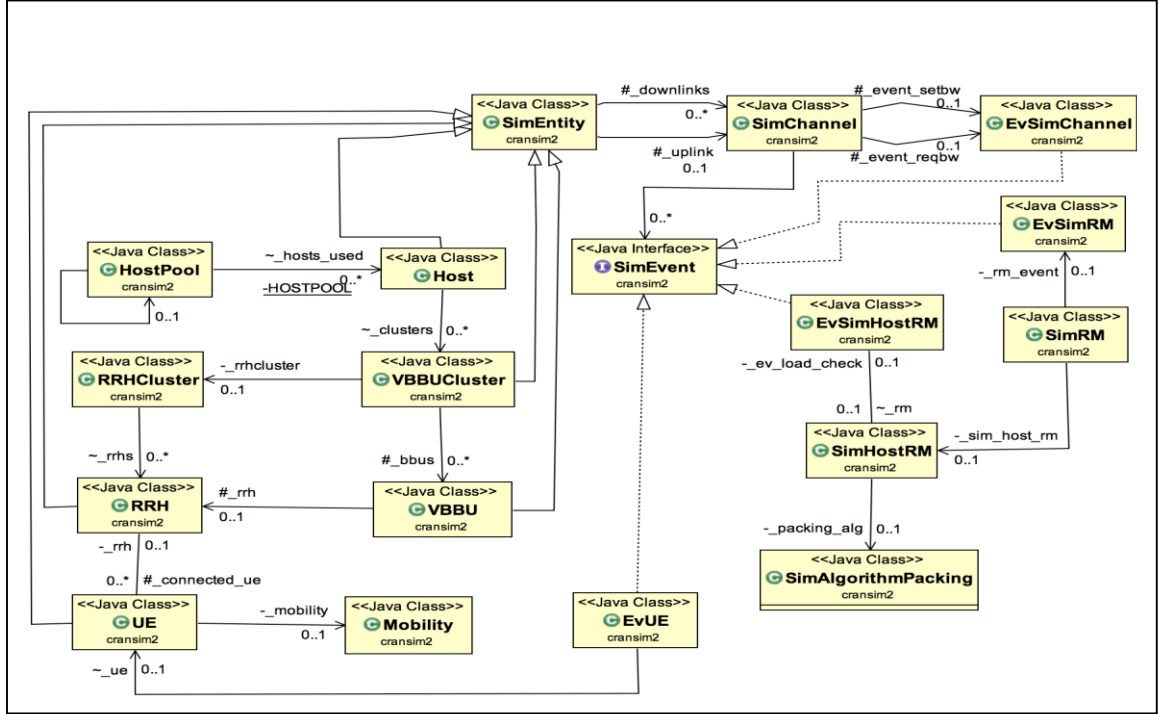 <<Java Class>>
SimEntity
cransim2
#_downlinks
0..*
#_uplink
0..1
<<Java Class>>
SimChannel
cransim2
#_event_setbw
0..1
0..1
#_event_reqbw
<<Java Class>>
EvSimChannel
cransim2
0..*
<<Java Class>>
HostPool
cransim2
0..1
~_hosts_used
0..*
-HOSTPOOL
<<Java Class>>
Host
cransim2
<<Java Interface>>
SimEvent
cransim2
<<Java Class>>
EvSimRM
cransim2
-_rm_event
0..1
<<Java Class>>
EvSimHostRM
cransim2
<<Java Class>>
SimRM
cransim2
~_clusters
0..*
<<Java Class>>
RRHCluster
cransim2
-_rrhcluster
0..1
<<Java Class>>
VBBUCluster
cransim2
-_ev_load_check
0..1
0..1
~_rm
<<Java Class>>
SimHostRM
cransim2
-_sim_host_rm
0..1
~_rrhs
0..*
#_bbus
0..*
<<Java Class>>
RRH
cransim2
#_rrh
0..1
<<Java Class>>
VBBU
cransim2
-_packing_alg
0..1
<<Java Class>>
SimAlgorithmPacking
cransim2
-_rrh
0..1
0..*
#_connected_ue
<<Java Class>>
UE
cransim2
-_mobility
0..1
<<Java Class>>
Mobility
cransim2
<<Java Class>>
EvUE
cransim2
~_ue
0..1